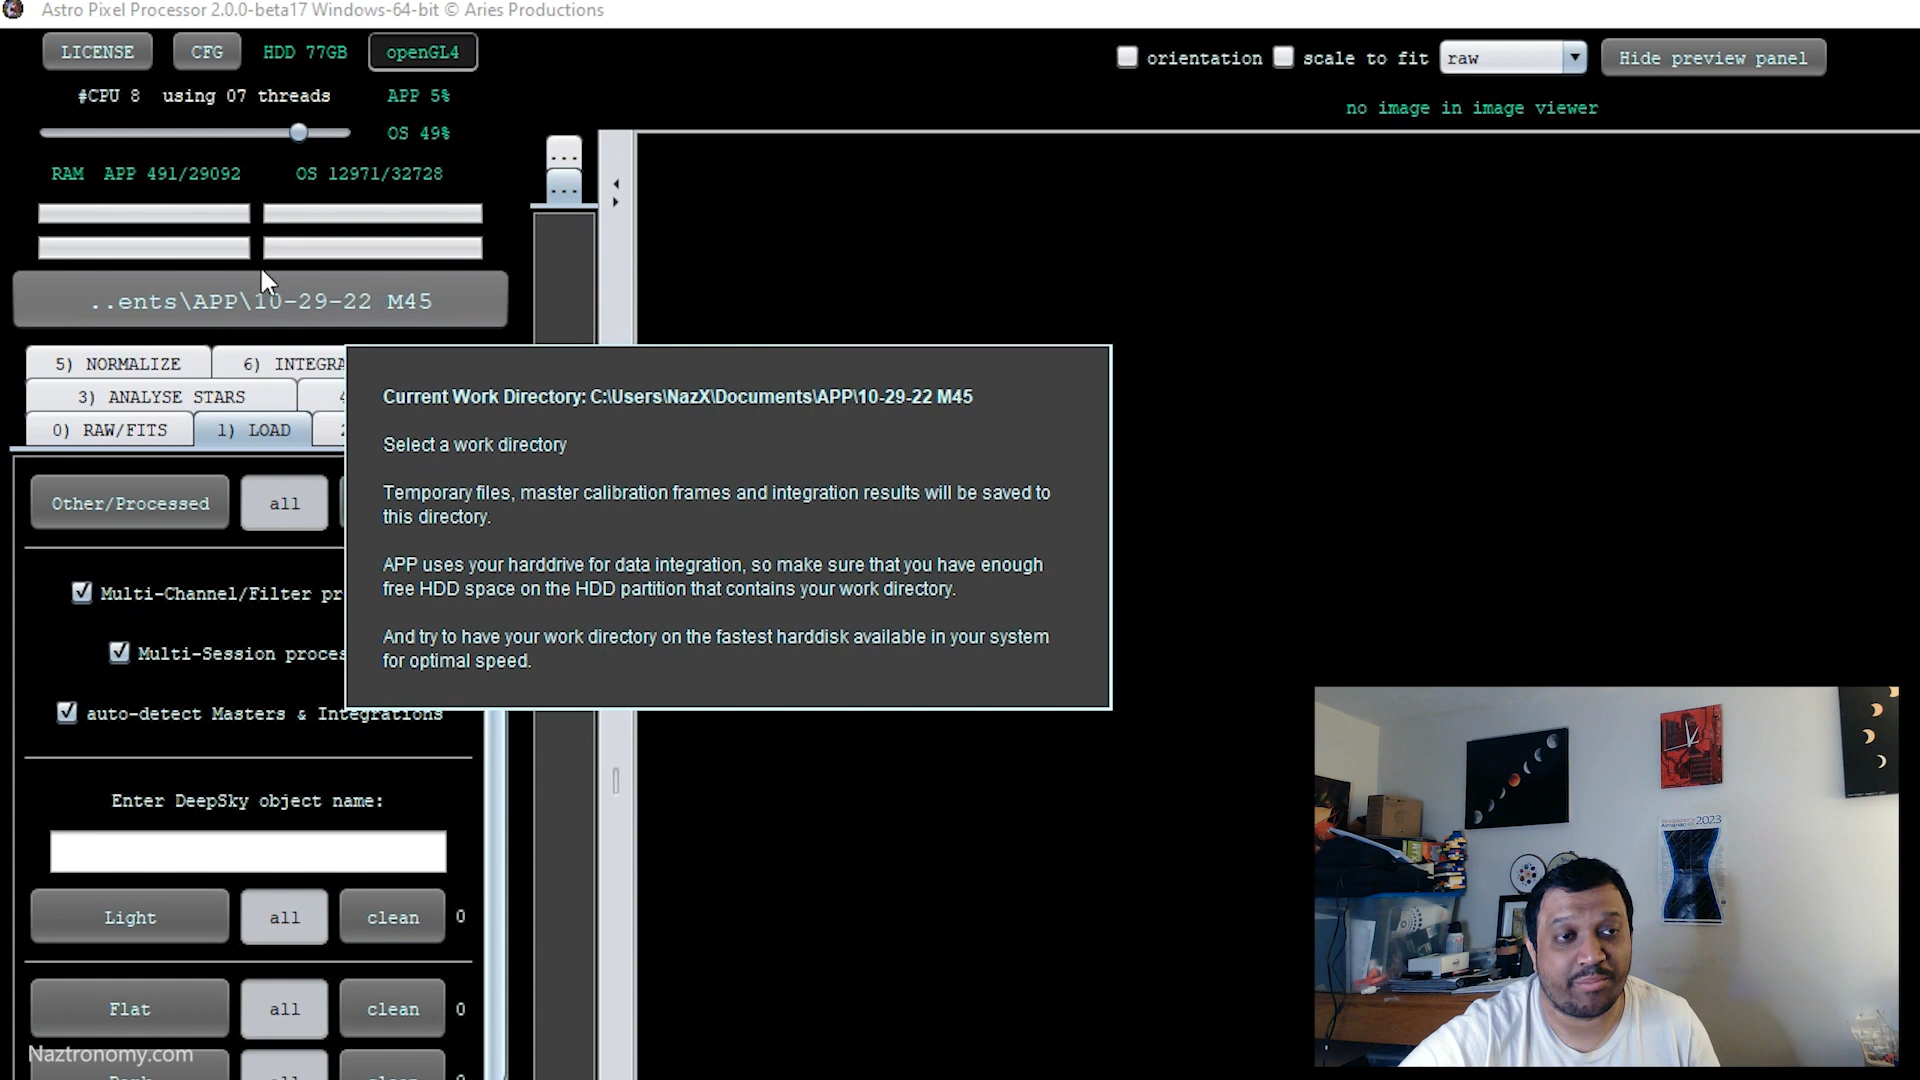 Astro Pixel Processor 2.0.0-beta17 Windows-64-bit © Aries Productions
LICENSE
CFG
HDD 77GB
openGL4
#CPU 8 using 07 threads
APP 5%
OS 49%
RAM APP 491/29092
OS 12971/32728
..ents\APP\10-29-22 M45
5) NORMALIZE
6) INTEGRA
3) ANALYSE STARS
4
0) RAW/FITS
1) LOAD
Other/Processed
all
Multi-Channel/Filter pr
Multi-Session proces
auto-detect Masters & Integrations
Enter DeepSky object name:
Light
all
clean
0
Flat
all
clean
0
Naztronomy.com
all
clean
...
...
orientation
scale to fit
raw
Hide preview panel
no image in image viewer
Current Work Directory: C:\Users\NazX\Documents\APP\10-29-22 M45
Select a work directory
Temporary files, master calibration frames and integration results will be saved to
this directory.
APP uses your harddrive for data integration, so make sure that you have enough
free HDD space on the HDD partition that contains your work directory.
And try to have your work directory on the fastest harddisk available in your system
for optimal speed.
Almanac 2023